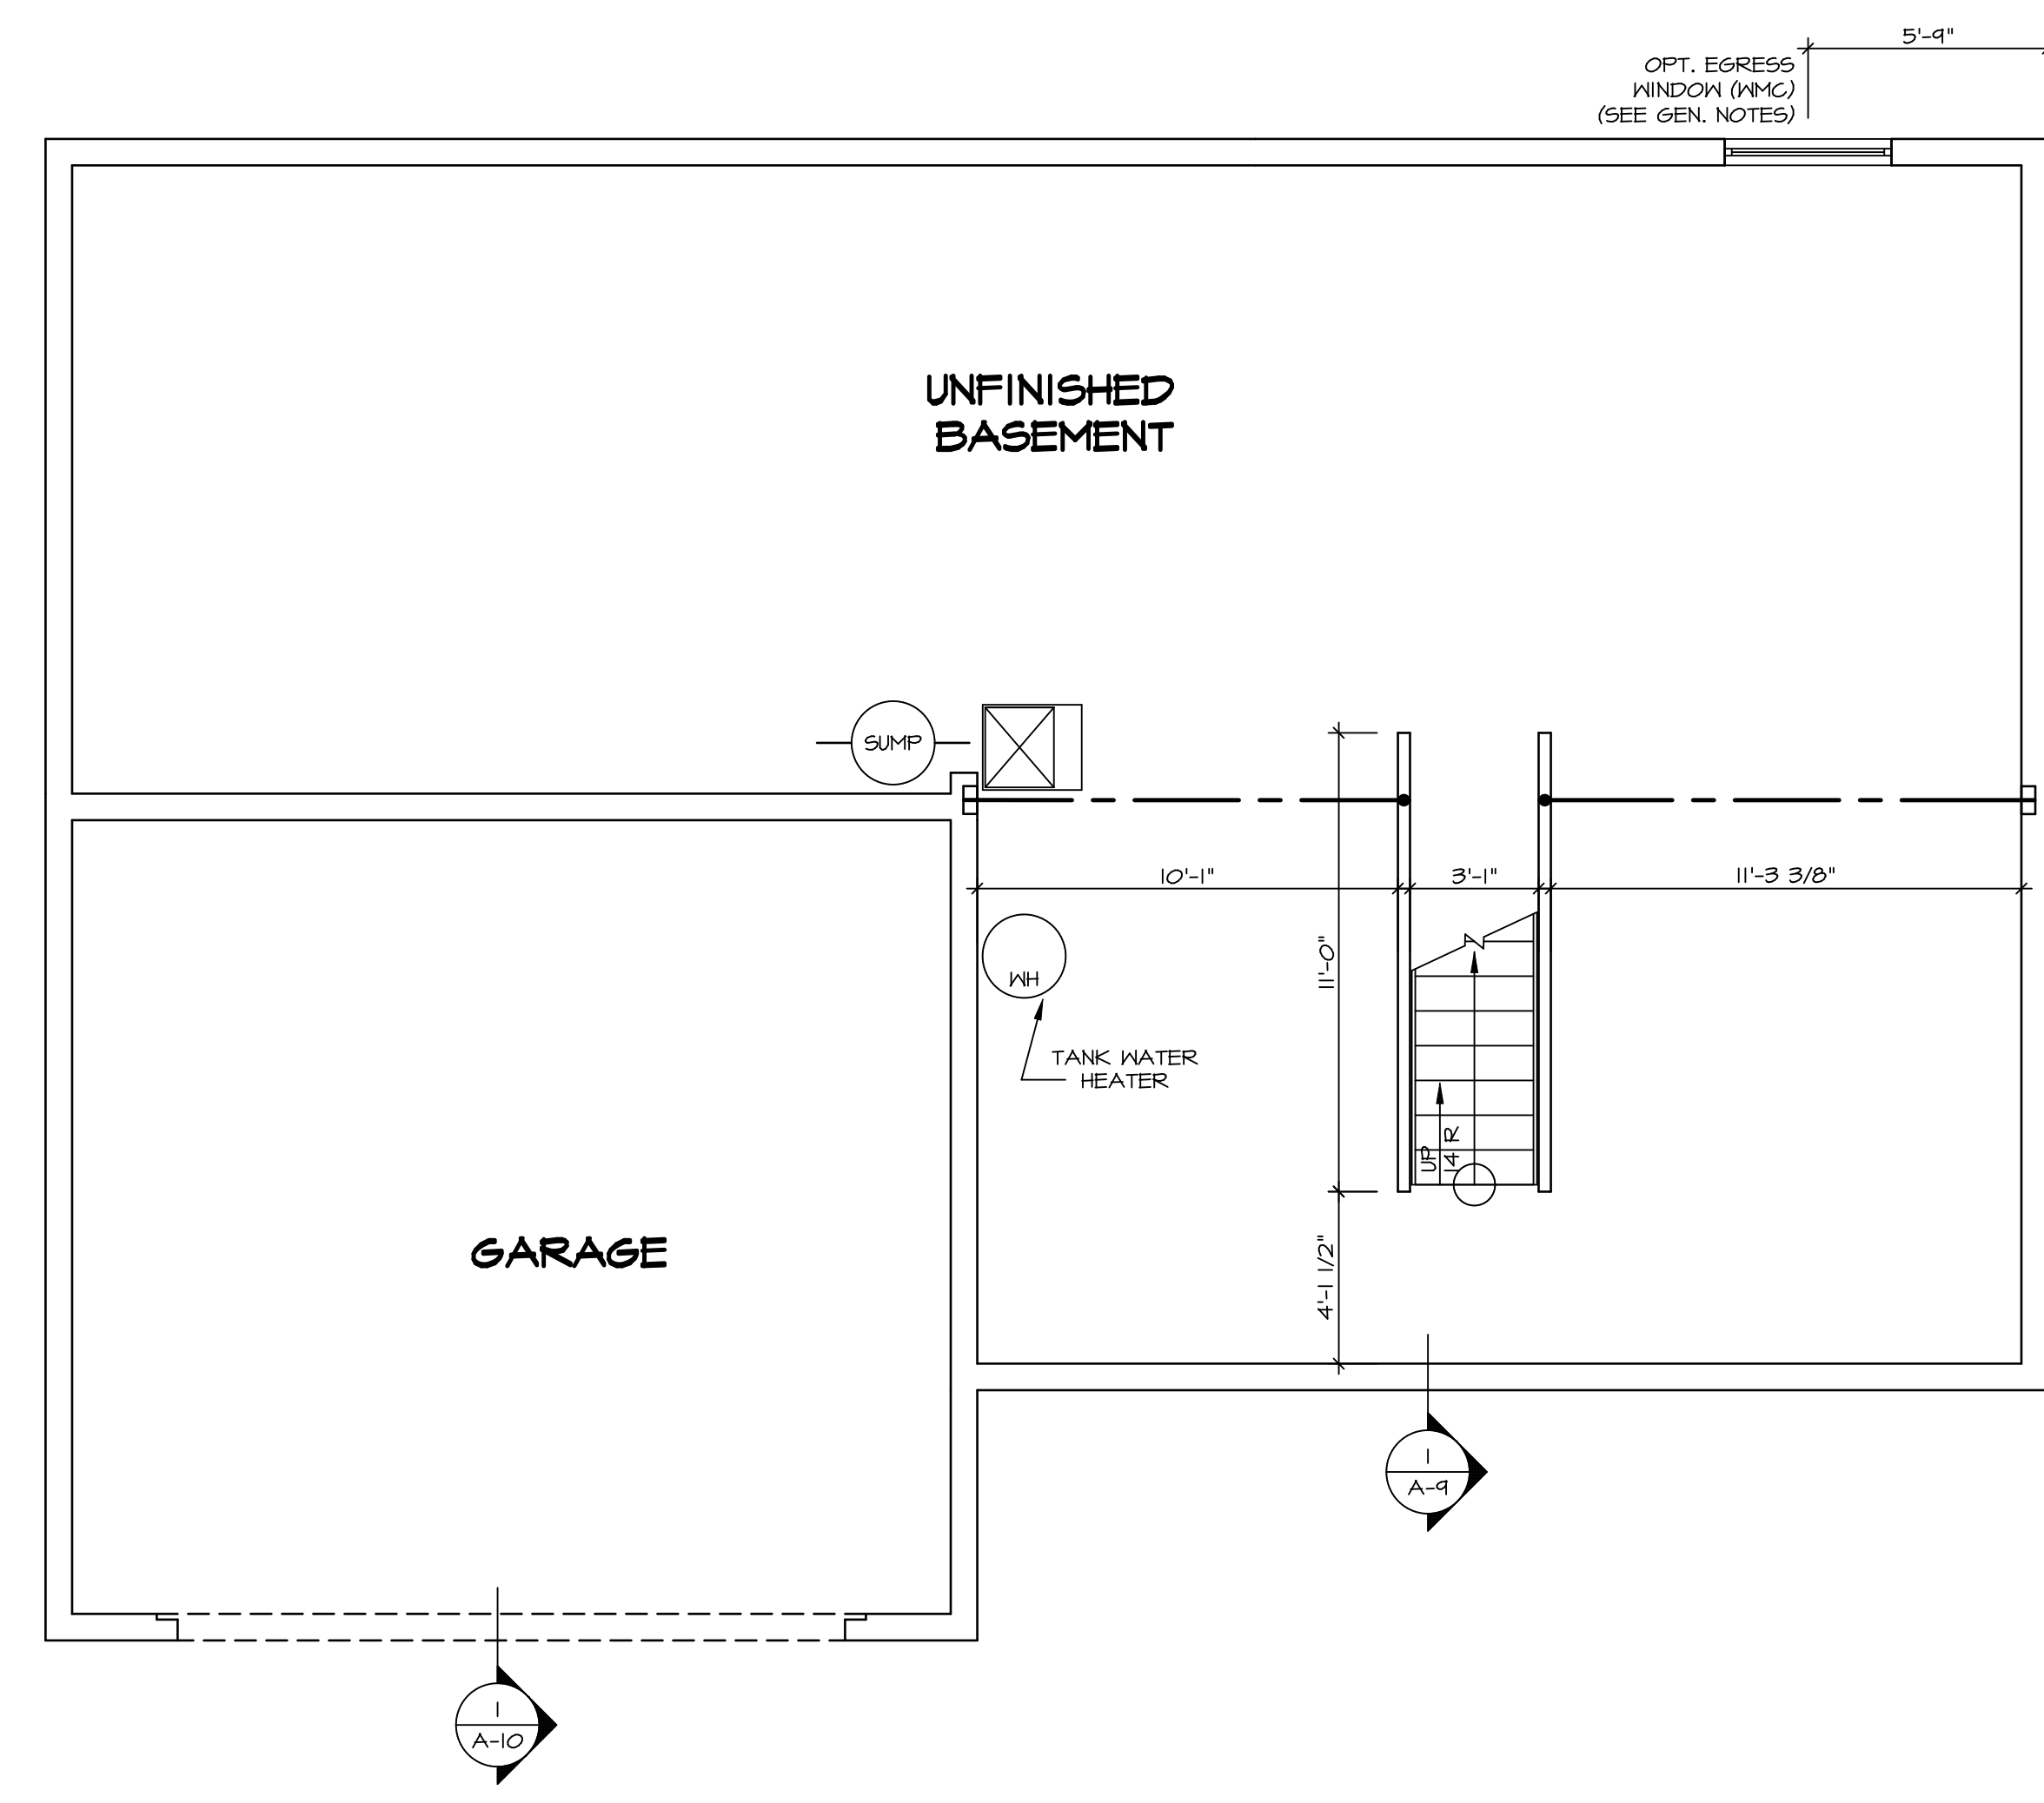 5'-9"
OPT. EGRESS
WINDOW (WMC)
(SEE GEN. NOTES)
UNFINISHED
BASEMENT
SUMP
10'-1"
3'-1"
11'-3 3/8"
11'-0"
WH
TANK WATER
HEATER
UP
14 R
4'-1 1/2"
GARAGE
1
A-9
1
A-10